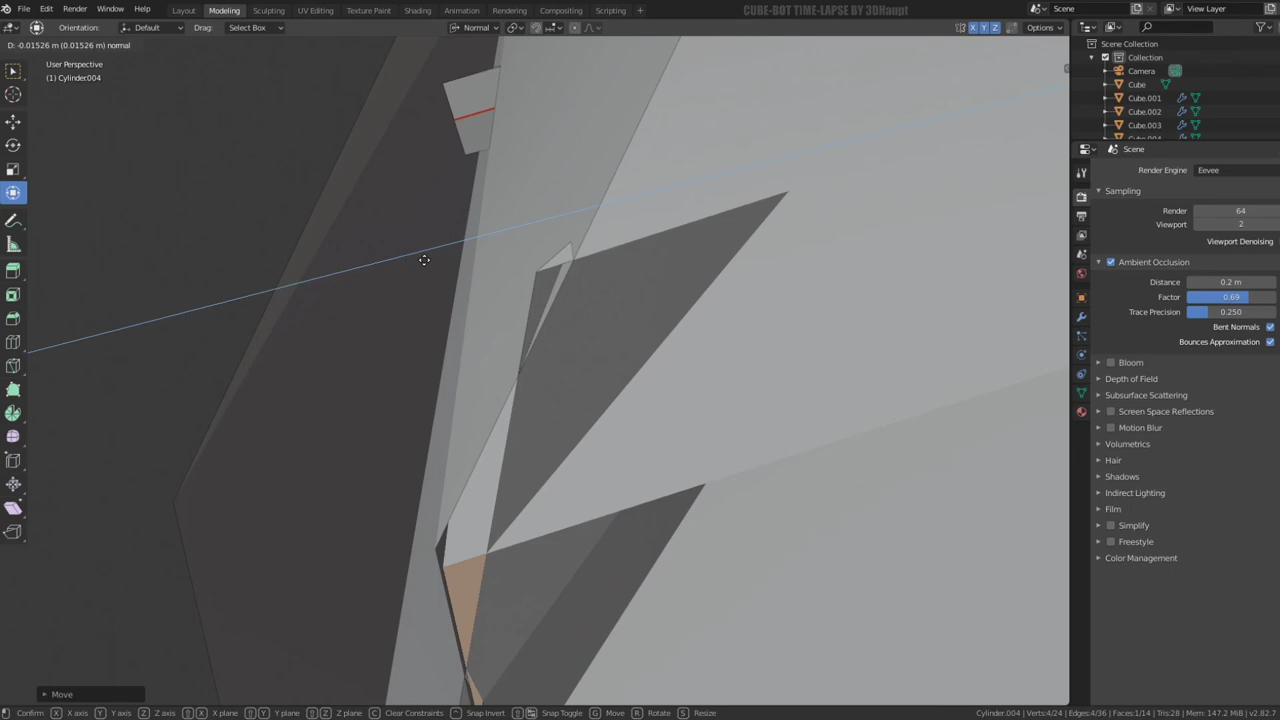 File Edit Render Window Help Layout Modeling Sculpting UV Editing Texture Paint Shading Animation Rendering Compositing Scripting CUBE-BOT TIME-LAPSE BY 3DHaupt Scene View Layer
Orientation: Default Drag: Select Box Normal X Y Z Options
D: -0.01526 m (0.01526 m) normal
User Perspective
(1) Cylinder.004
Scene Collection
Collection
Camera
Cube
Cube.001
Cube.002
Cube.003
Scene
Render Engine Eevee
Sampling
Render 64
Viewport 2
Viewport Denoising
Ambient Occlusion
Distance 0.2 m
Factor 0.69
Trace Precision 0.250
Bent Normals
Bounces Approximation
Bloom
Depth of Field
Subsurface Scattering
Screen Space Reflections
Motion Blur
Volumetrics
Hair
Shadows
Indirect Lighting
Film
Simplify
Freestyle
Color Management
Move
Confirm X X axis Y Y axis Z Z axis X X plane Y Y plane Z Z plane C Clear Constraints Snap Invert Snap Toggle G Move R Rotate S Resize Cylinder.004 | Verts:4/24 | Edges:4/36 | Faces:1/14 | Tris:28 | Mem: 147.2 MiB | v2.82.7